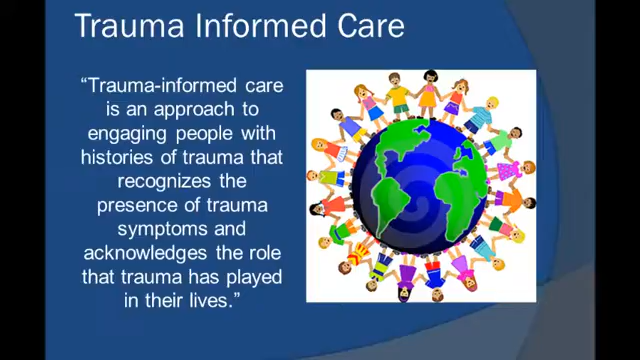 Trauma Informed Care
“Trauma-informed care
is an approach to
engaging people with
histories of trauma that
recognizes the
presence of trauma
symptoms and
acknowledges the role
that trauma has played
in their lives.”